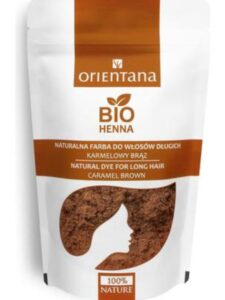 ORIENTANA
BIO
HENNA
NATURALNA FARBA DO WŁOSÓW DŁUGICH
KARMELOWY BRĄZ
NATURAL DYE FOR LONG HAIR
CARAMEL BROWN
100%
NATURE